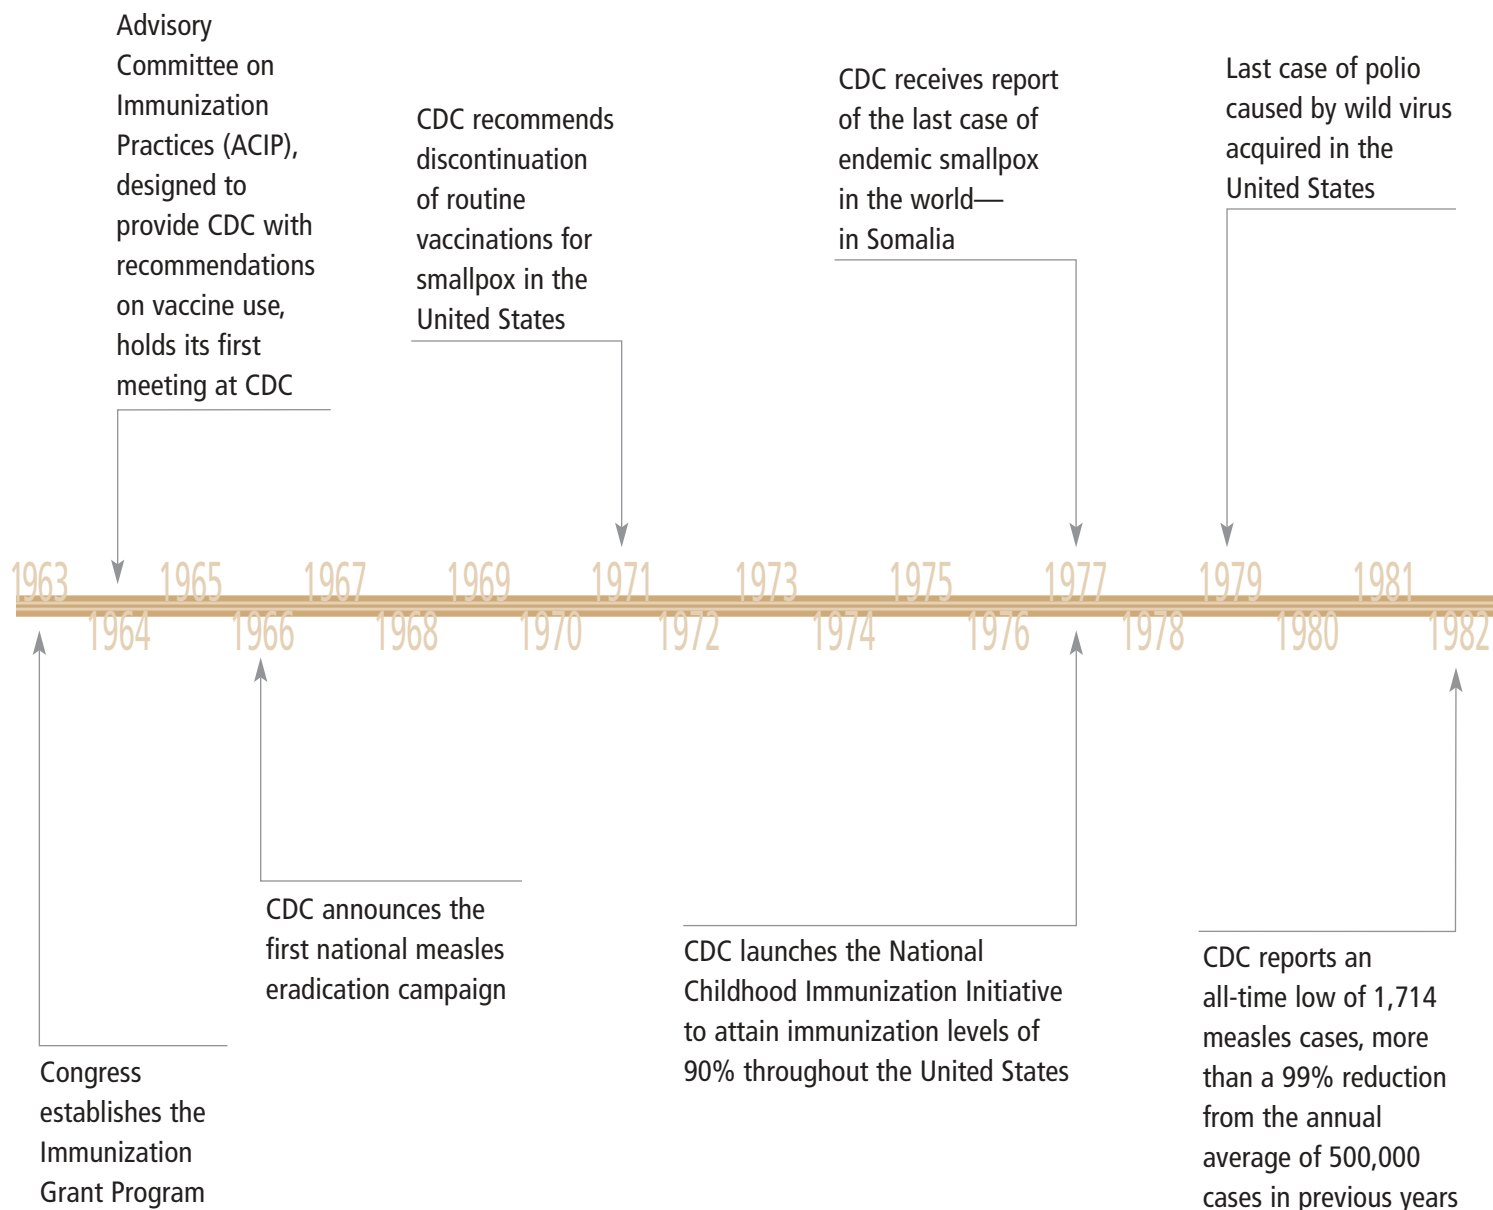 Advisory
Committee on
Immunization
Practices (ACIP),
designed to
provide CDC with
recommendations
on vaccine use,
holds its first
meeting at CDC
CDC recommends
discontinuation
of routine
vaccinations for
smallpox in the
United States
CDC receives report
of the last case of
endemic smallpox
in the world—
in Somalia
Last case of polio
caused by wild virus
acquired in the
United States
1963 1965 1967 1969 1971 1973 1975 1977 1979 1981
1964 1966 1968 1970 1972 1974 1976 1978 1980 1982
Congress
establishes the
Immunization
Grant Program
CDC announces the
first national measles
eradication campaign
CDC launches the National
Childhood Immunization Initiative
to attain immunization levels of
90% throughout the United States
CDC reports an
all-time low of 1,714
measles cases, more
than a 99% reduction
from the annual
average of 500,000
cases in previous years